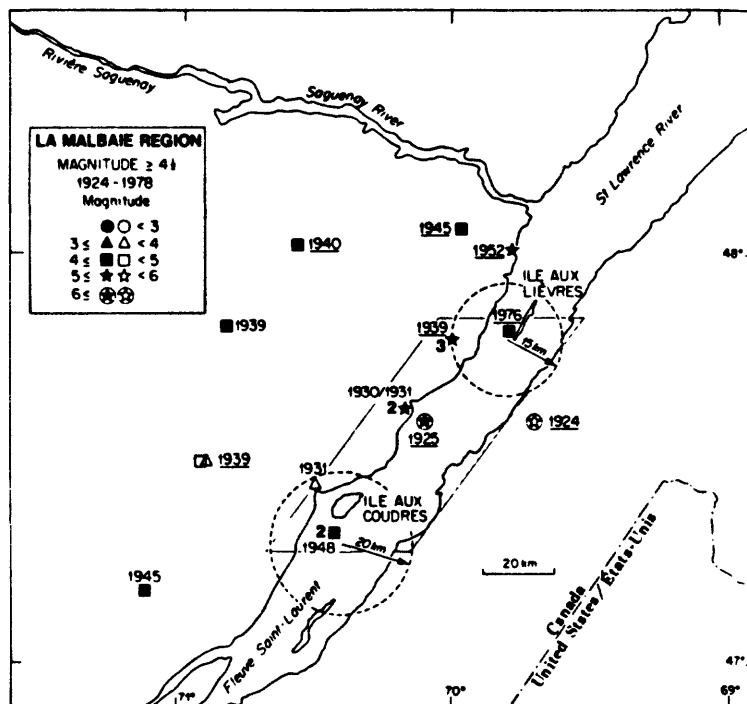 Rivière Saguenay
Saguenay River
St Lawrence River
LA MALBAIE REGION
MAGNITUDE ≥ 4½
1924 - 1978
Magnitude
< 3
3 ≤ < 4
4 ≤ < 5
5 ≤ < 6
6 ≤
1940
1945
1952
48°
ILE AUX
LIÈVRES
1976
15 km
1939
1939
3
1930/1931
2
1925
1924
1939
1931
ILE AUX
COUDRES
2
1948
20 km
20 km
1945
Canada
United States/États-Unis
Fleuve Saint-Laurent
47°
71°
70°
69°